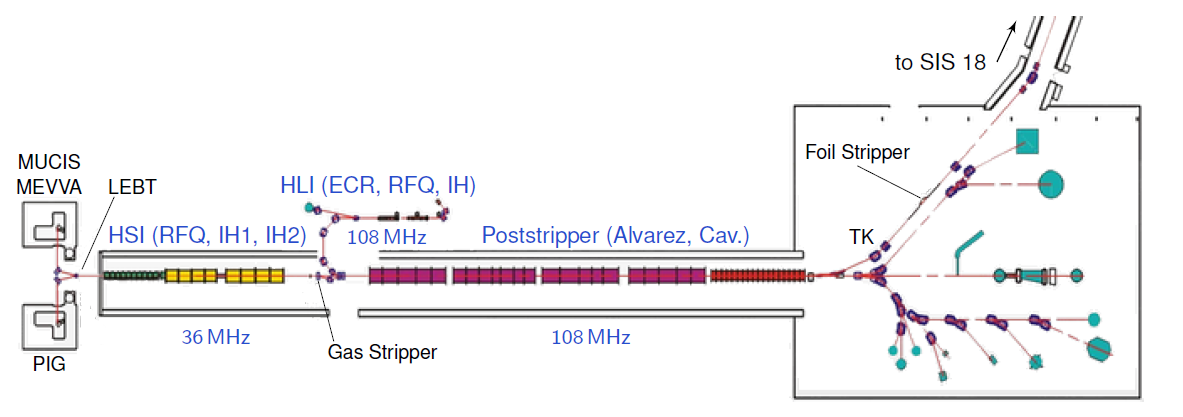 to SIS 18
Foil Stripper
MUCIS
MEVVA
LEBT
HLI (ECR, RFQ, IH)
HSI (RFQ, IH1, IH2)
108 MHz
Poststripper (Alvarez, Cav.)
TK
36 MHz
108 MHz
Gas Stripper
PIG